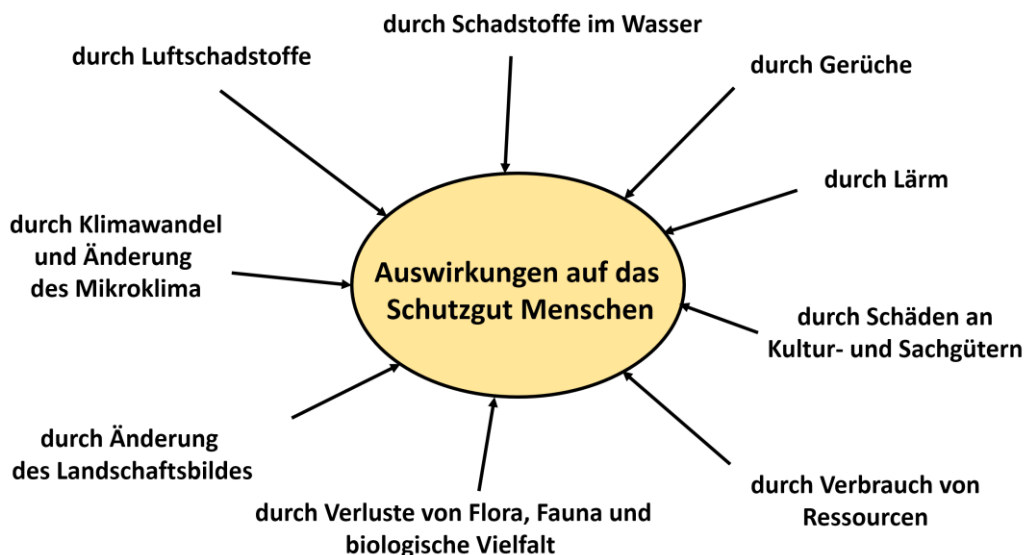 durch Schadstoffe im Wasser
durch Luftschadstoffe
durch Gerüche
durch Lärm
durch Klimawandel
und Änderung
des Mikroklima
Auswirkungen auf das
Schutzgut Menschen
durch Schäden an
Kultur- und Sachgütern
durch Änderung
des Landschaftsbildes
durch Verbrauch von
Ressourcen
durch Verluste von Flora, Fauna und
biologische Vielfalt